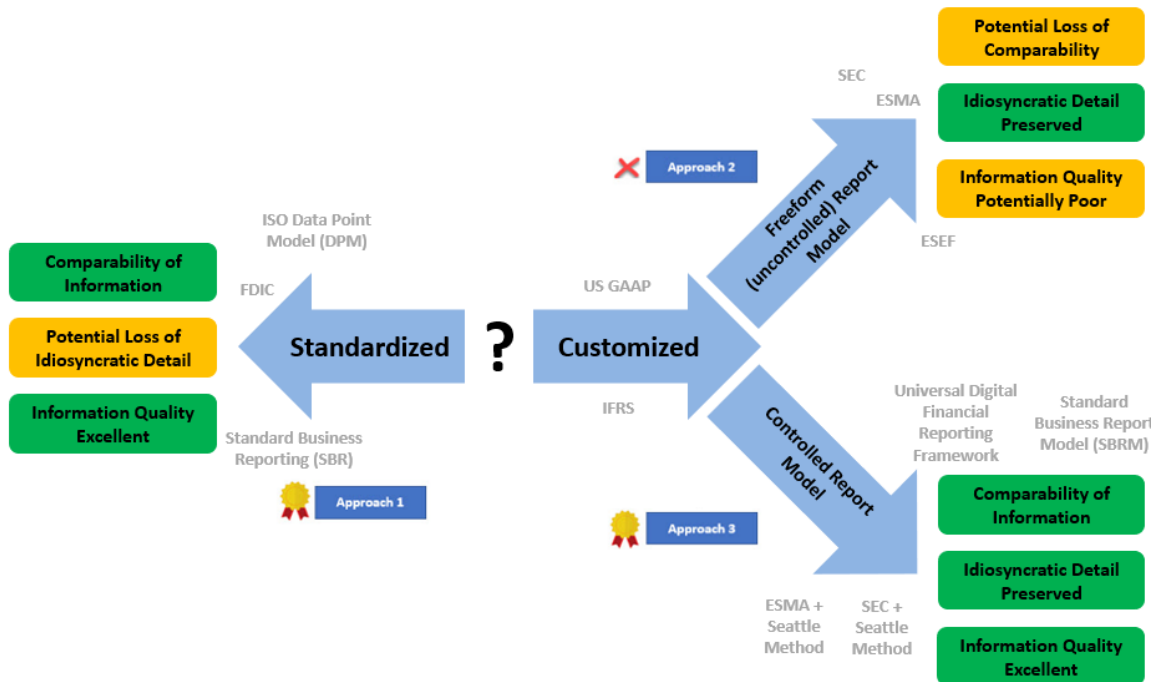 Potential Loss of
Comparability
SEC
ESMA
Idiosyncratic Detail
Preserved
Approach 2
Information Quality
Potentially Poor
Freeform
(uncontrolled) Report
Model
ESEF
ISO Data Point
Model (DPM)
Comparability of
Information
FDIC
US GAAP
Potential Loss of
Idiosyncratic Detail
Standardized
?
Customized
Information Quality
Excellent
IFRS
Standard Business
Reporting (SBR)
Approach 1
Controlled Report
Model
Universal Digital
Financial
Reporting
Framework
Standard
Business Report
Model (SBRM)
Approach 3
Comparability of
Information
Idiosyncratic Detail
Preserved
ESMA +
Seattle
Method
SEC +
Seattle
Method
Information Quality
Excellent